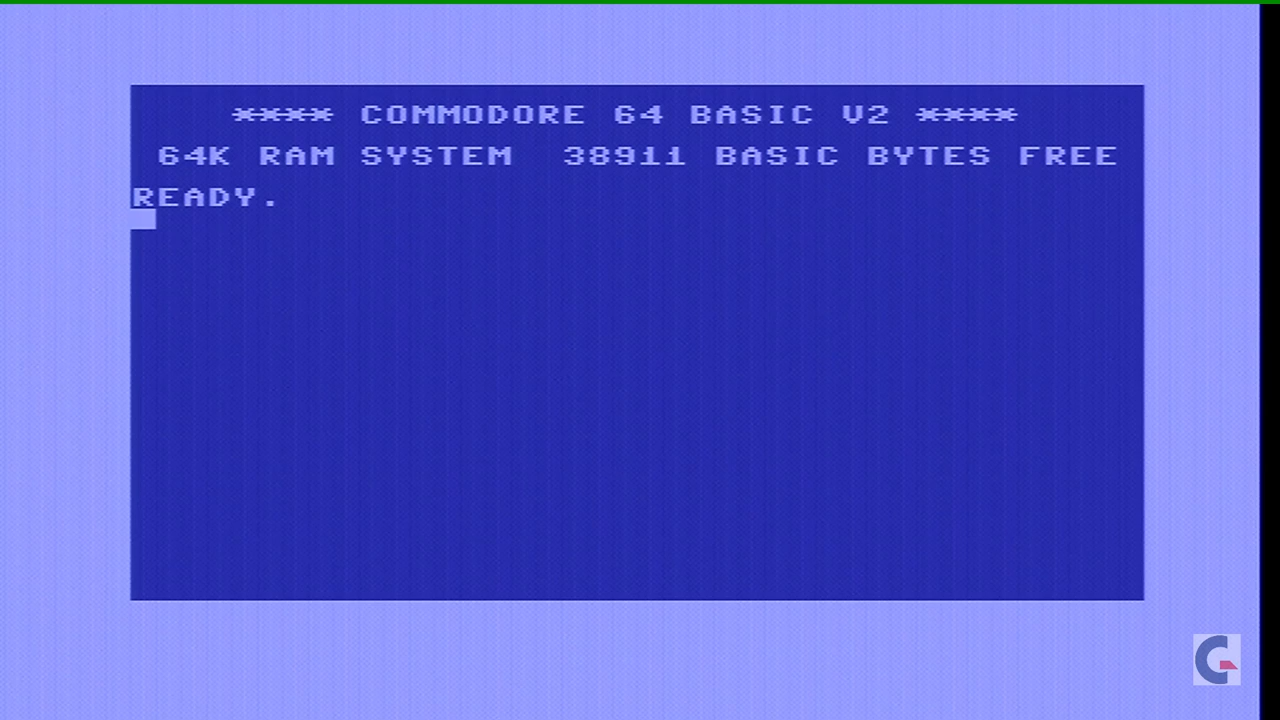 **** COMMODORE 64 BASIC V2 ****
64K RAM SYSTEM  38911 BASIC BYTES FREE
READY.